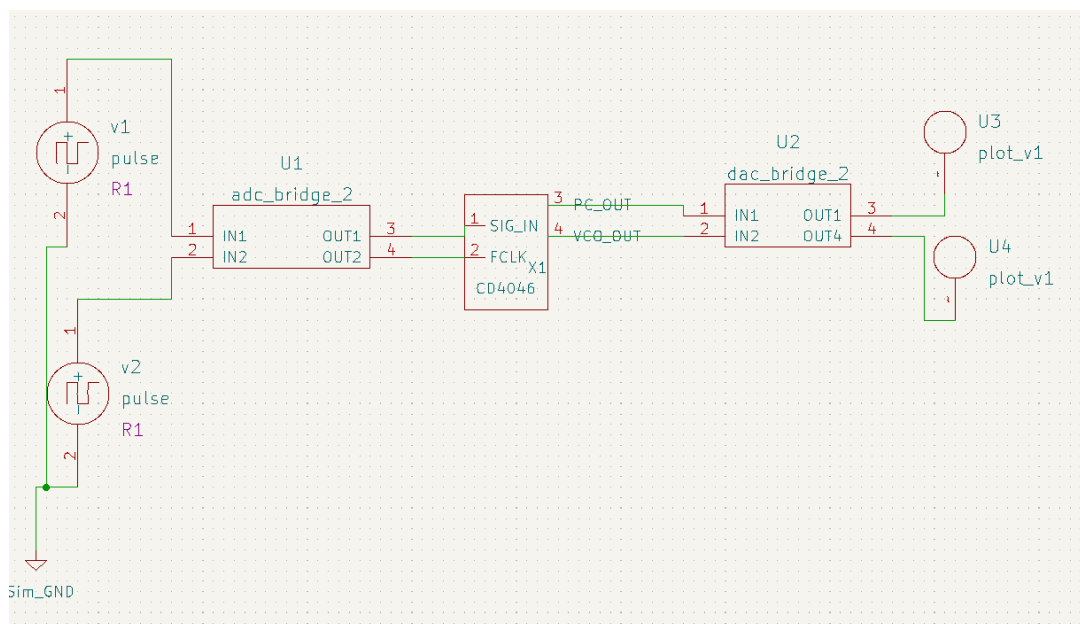 1
v1
pulse
R1
2
U1
adc_bridge_2
1 IN1 OUT1 3
2 IN2 OUT2 4
1 SIG_IN
2 FCLK
X1
CD4046
3 PC_OUT
4 VCO_OUT
U2
dac_bridge_2
1 IN1 OUT1 3
2 IN2 OUT4 4
U3
plot_v1
U4
plot_v1
1
v2
pulse
R1
2
Sim_GND